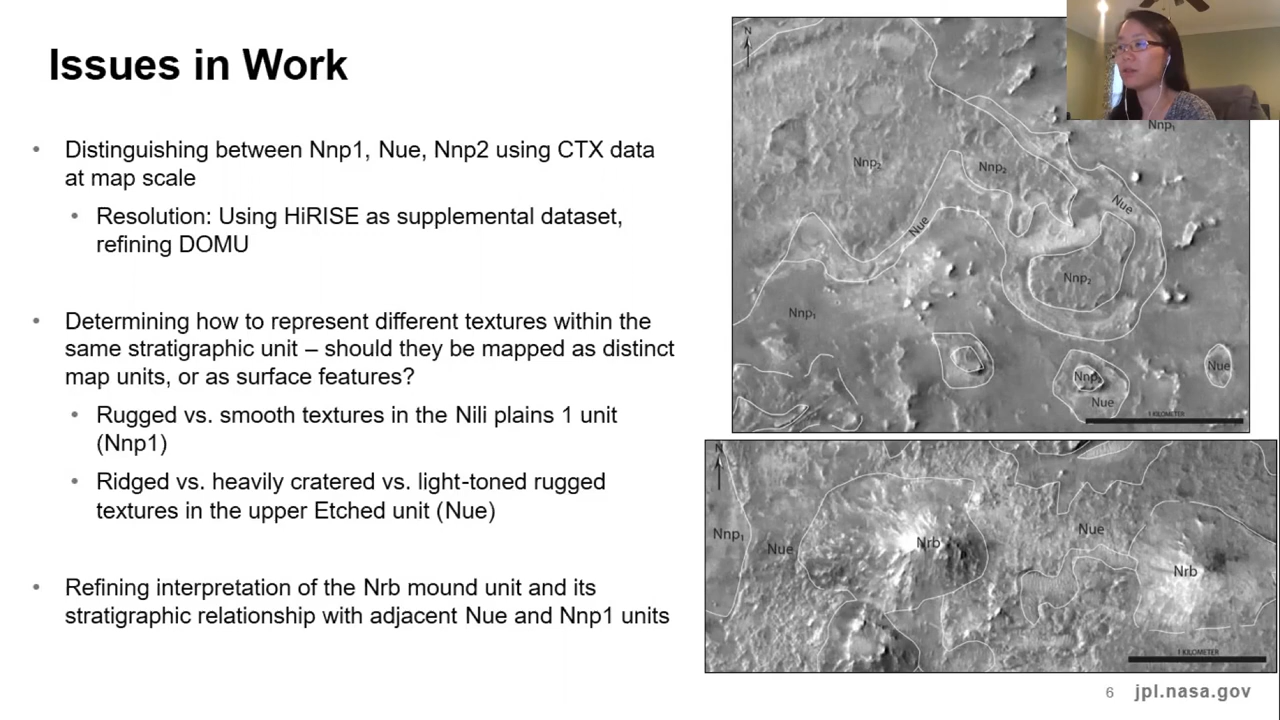 Issues in Work
• Distinguishing between Nnp1, Nue, Nnp2 using CTX data
at map scale
• Resolution: Using HiRISE as supplemental dataset,
refining DOMU
• Determining how to represent different textures within the
same stratigraphic unit – should they be mapped as distinct
map units, or as surface features?
• Rugged vs. smooth textures in the Nili plains 1 unit
(Nnp1)
• Ridged vs. heavily cratered vs. light-toned rugged
textures in the upper Etched unit (Nue)
• Refining interpretation of the Nrb mound unit and its
stratigraphic relationship with adjacent Nue and Nnp1 units
N
Nnp₁
Nnp₂
Nnp₂
Nue
Nue
Nnp₂
Nnp₁
Nue
Nnp
Nue
1 KILOMETER
N
Nnp₁
Nue
Nrb
Nue
Nrb
1 KILOMETER
6 jpl.nasa.gov